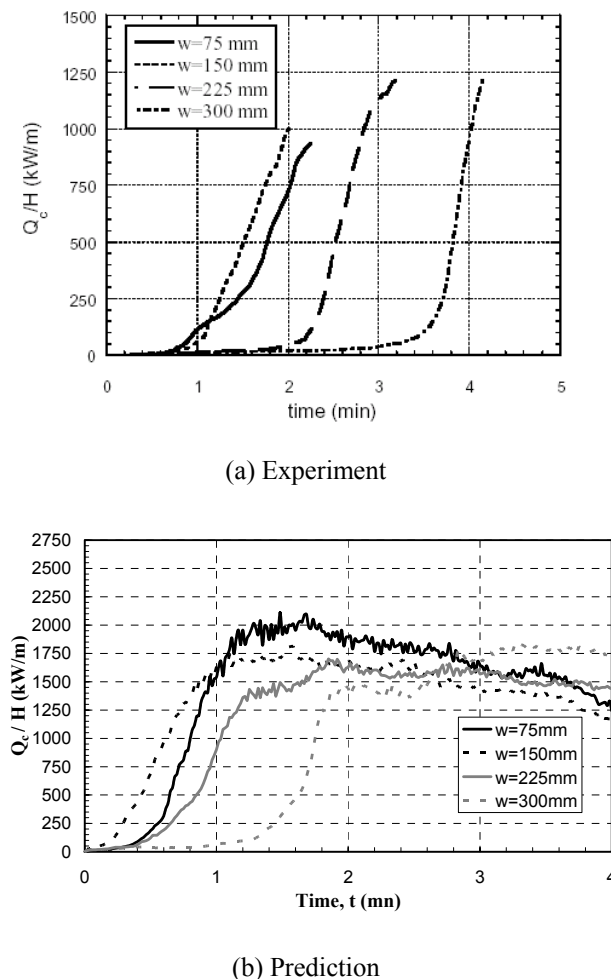 1500
1250
1000
750
500
250
0
Q_c/H (kW/m)
w=75 mm
w=150 mm
w=225 mm
w=300 mm
0 1 2 3 4 5
time (min)
(a) Experiment
2750
2500
2250
2000
1750
1500
1250
1000
750
500
250
0
Q_c / H (kW/m)
w=75mm
w=150mm
w=225mm
w=300mm
0 1 2 3 4
Time, t (mn)
(b) Prediction